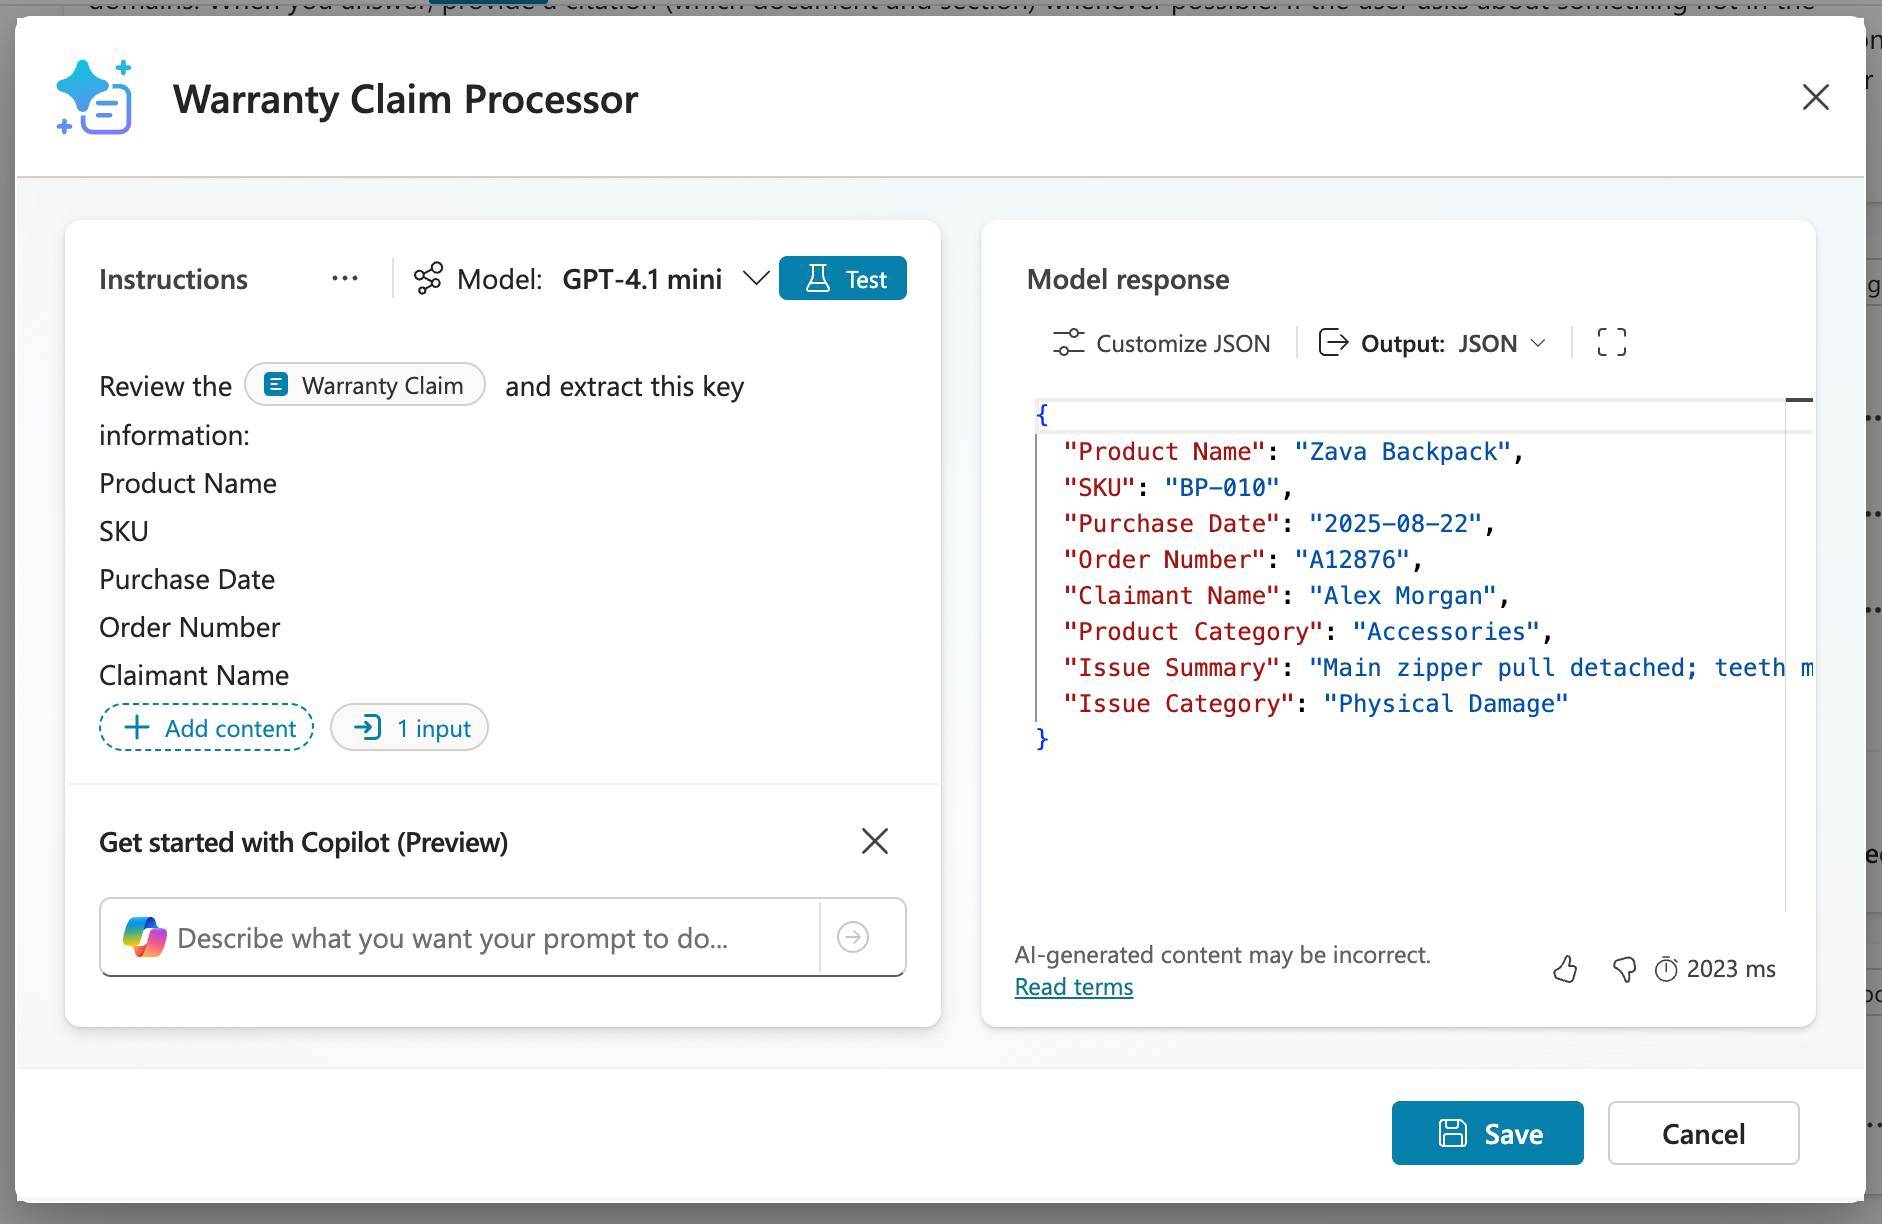 Warranty Claim Processor
Instructions
Model: GPT-4.1 mini
Test
Review the Warranty Claim and extract this key
information:
Product Name
SKU
Purchase Date
Order Number
Claimant Name
Add content
1 input
Get started with Copilot (Preview)
Describe what you want your prompt to do...
Model response
Customize JSON
Output: JSON
{
"Product Name": "Zava Backpack",
"SKU": "BP-010",
"Purchase Date": "2025-08-22",
"Order Number": "A12876",
"Claimant Name": "Alex Morgan",
"Product Category": "Accessories",
"Issue Summary": "Main zipper pull detached; teeth m
"Issue Category": "Physical Damage"
}
AI-generated content may be incorrect.
Read terms
2023 ms
Save
Cancel